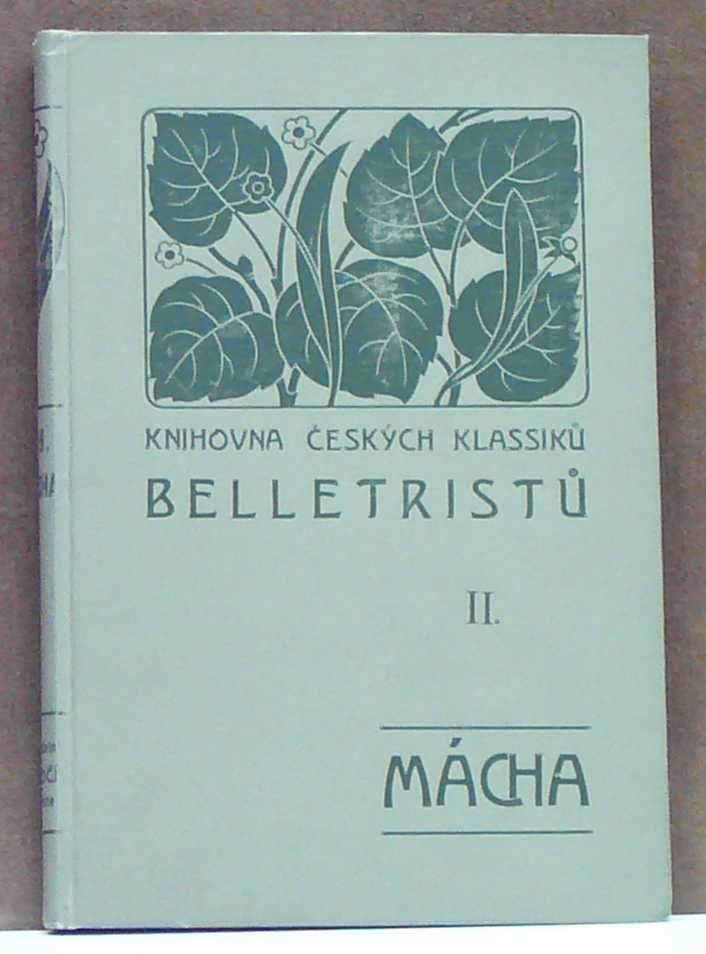 KNIHOVNA ČESKÝCH KLASSIKŮ
BELLETRISTŮ
II.
MÁCHA